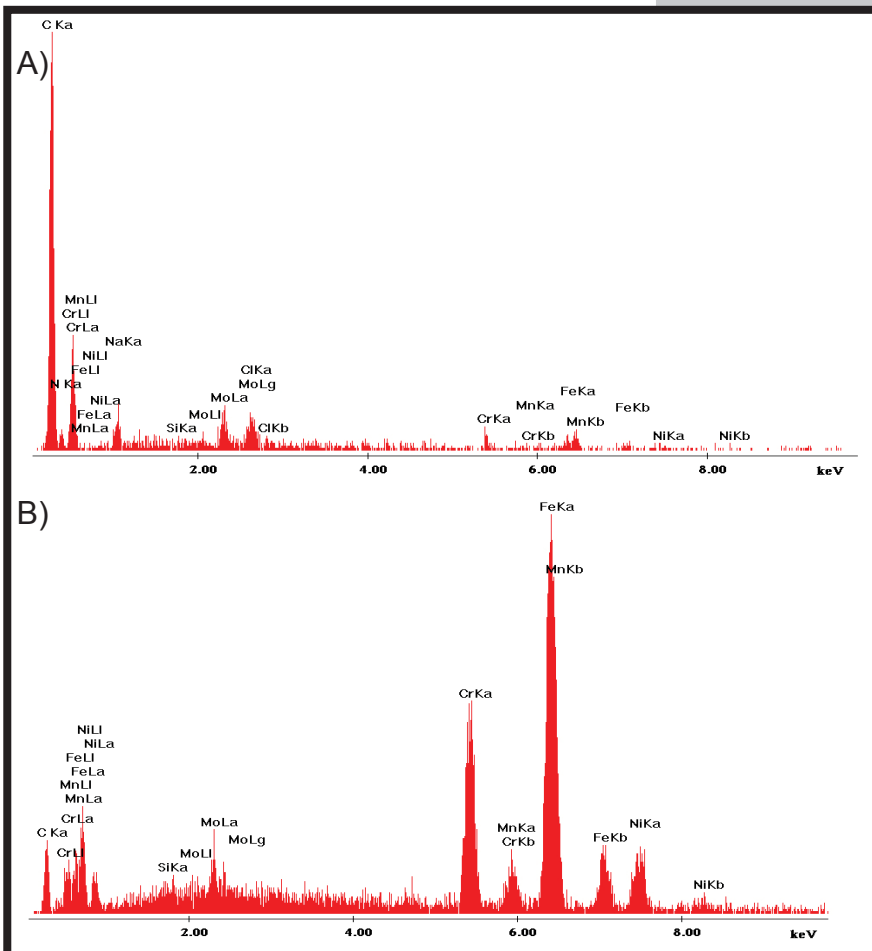 C Ka
A)
MnLl
CrLl
CrLa
NaKa
NiLl
FeLl
N Ka
NiLa
FeLa
MnLa
SiKa
MoLl
MoLa
ClKa
MoLg
ClKb
CrKa
MnKa
CrKb
FeKa
MnKb
FeKb
NiKa
NiKb
2.00 4.00 6.00 8.00 keV
B)
FeKa
MnKb
CrKa
NiLl
NiLa
FeLl
FeLa
MnLl
MnLa
CrLa
C Ka
CrLl
SiKa
MoLl
MoLa
MoLg
MnKa
CrKb
FeKb
NiKa
NiKb
2.00 4.00 6.00 8.00 keV